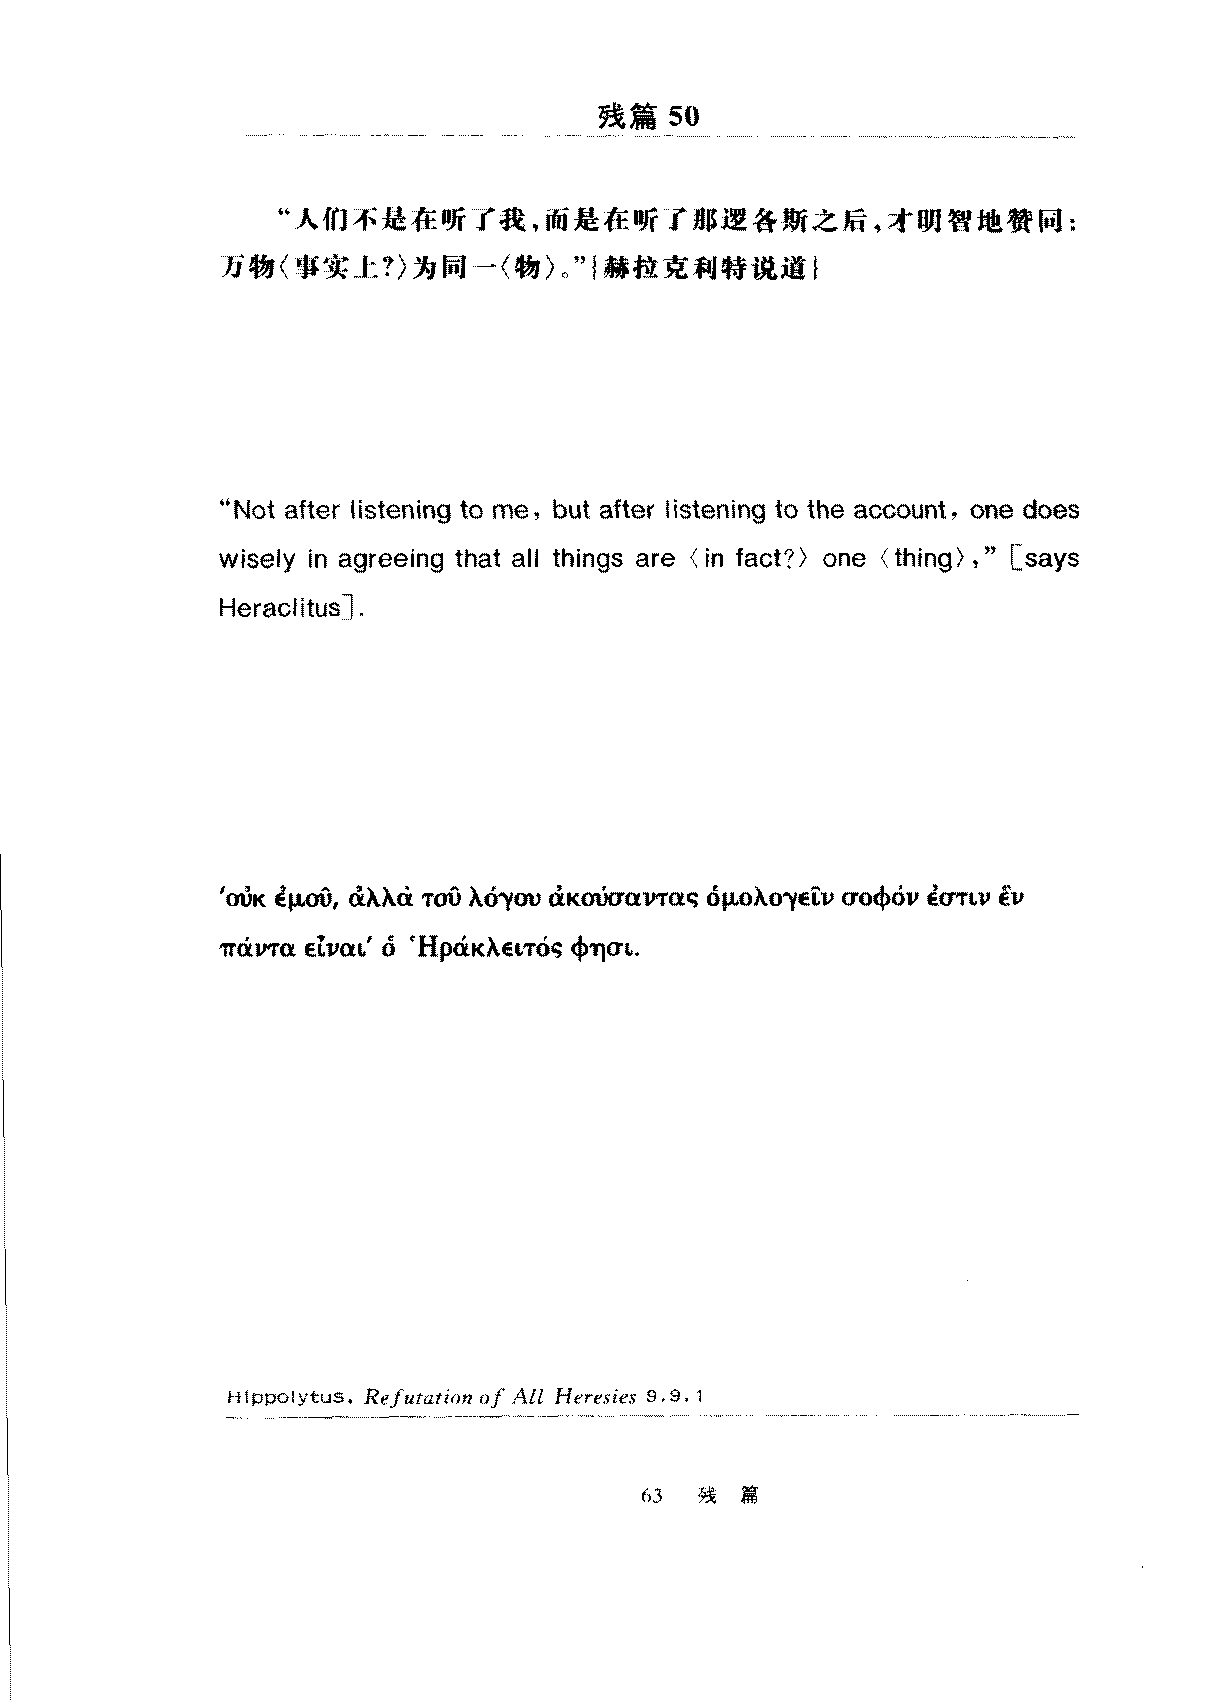 残篇 50
“人们不是在听了我,而是在听了那逻各斯之后,才明智地赞同:
万物〈事实上?〉为同一〈物〉。”{赫拉克利特说道}
“Not after listening to me, but after listening to the account, one does
wisely in agreeing that all things are 〈in fact?〉 one 〈thing〉,” [says
Heraclitus].
‘οὐκ ἐμοῦ, ἀλλὰ τοῦ λόγου ἀκούσαντας ὁμολογεῖν σοφόν ἐστιν ἓν
πάντα εἶναι’ ὁ Ἡράκλειτός φησι.
Hippolytus, Refutation of All Heresies 9.9.1
63 残 篇